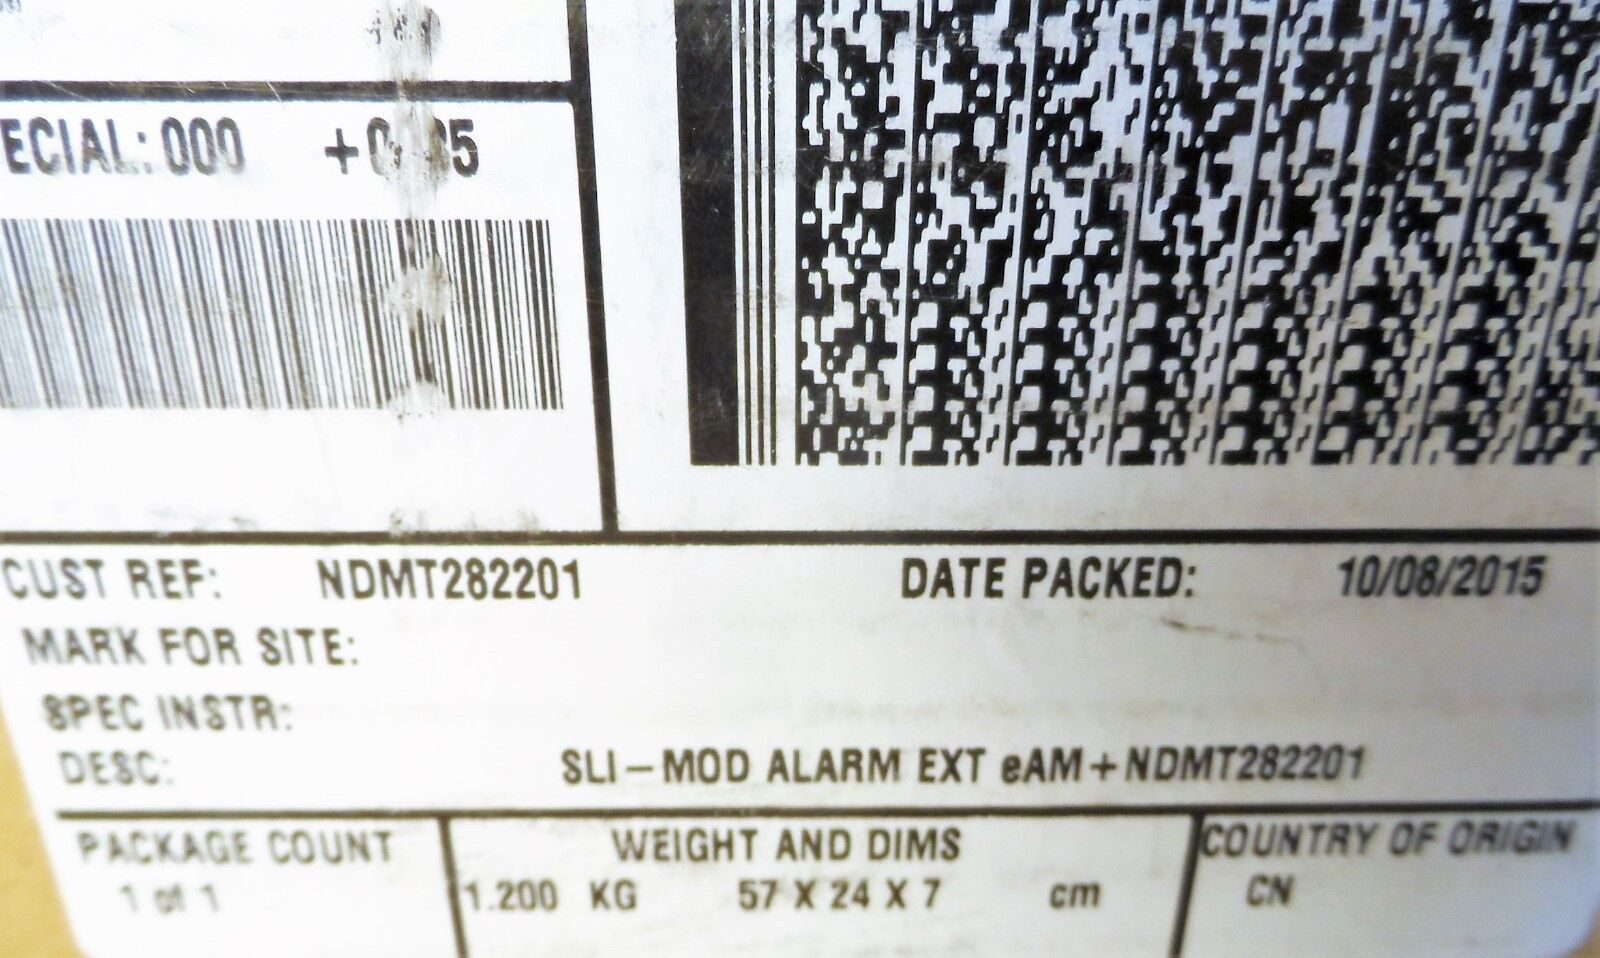 ECIAL: 000
CUST REF: NDMT282201 DATE PACKED: 10/08/2015
MARK FOR SITE:
SPEC INSTR:
DESC: SLI-MOD ALARM EXT eAM+NDMT282201
PACKAGE COUNT WEIGHT AND DIMS COUNTRY OF ORIGIN
1 of 1 1.200 KG 57 X 24 X 7 cm CN